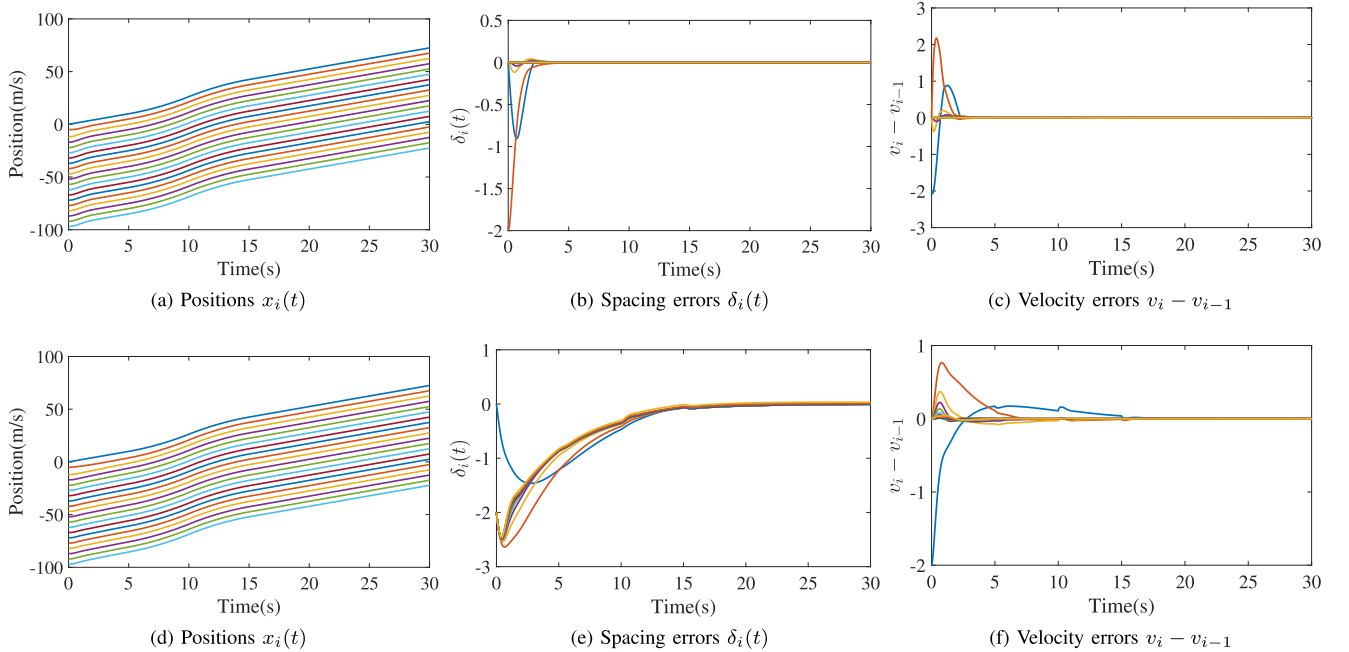 100
50
0
-50
-100
Position(m/s)
0 5 10 15 20 25 30
Time(s)
(a) Positions x_i(t)
0.5
0
-0.5
-1
-1.5
-2
δ_i(t)
0 5 10 15 20 25 30
Time(s)
(b) Spacing errors δ_i(t)
3
2
1
0
-1
-2
-3
v_i − v_{i−1}
0 5 10 15 20 25 30
Time(s)
(c) Velocity errors v_i − v_{i−1}
100
50
0
-50
-100
Position(m/s)
0 5 10 15 20 25 30
Time(s)
(d) Positions x_i(t)
1
0
-1
-2
-3
δ_i(t)
0 5 10 15 20 25 30
Time(s)
(e) Spacing errors δ_i(t)
1
0
-1
-2
v_i − v_{i−1}
0 5 10 15 20 25 30
Time(s)
(f) Velocity errors v_i − v_{i−1}